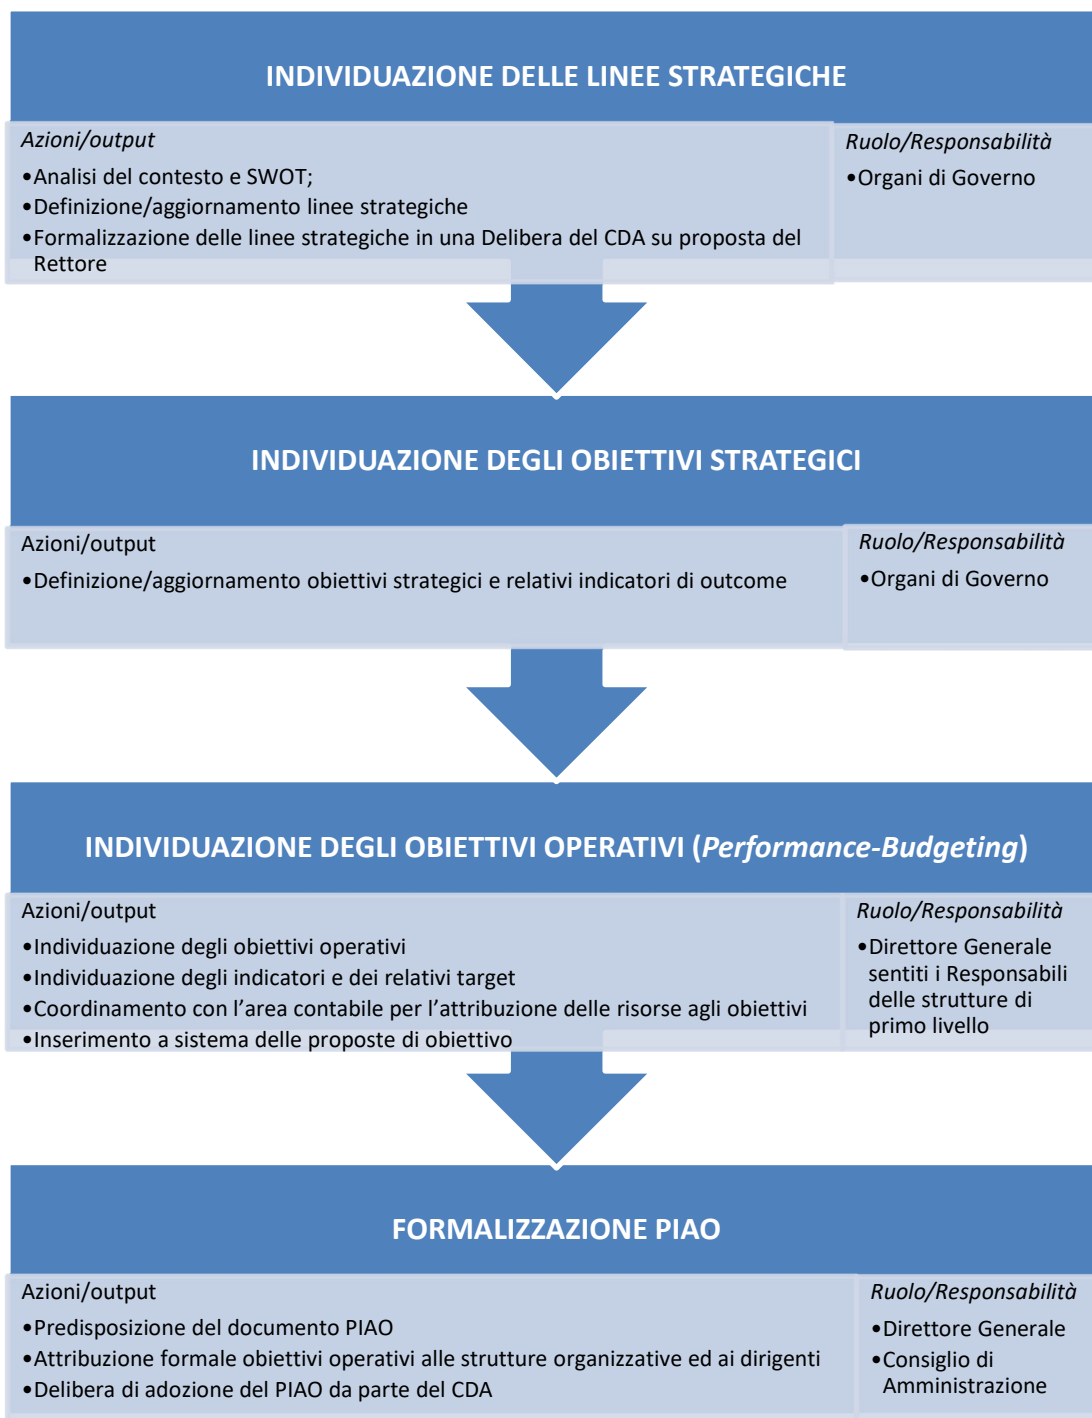 INDIVIDUAZIONE DELLE LINEE STRATEGICHE
Azioni/output
•Analisi del contesto e SWOT;
•Definizione/aggiornamento linee strategiche
•Formalizzazione delle linee strategiche in una Delibera del CDA su proposta del
Rettore
Ruolo/Responsabilità
•Organi di Governo
INDIVIDUAZIONE DEGLI OBIETTIVI STRATEGICI
Azioni/output
•Definizione/aggiornamento obiettivi strategici e relativi indicatori di outcome
Ruolo/Responsabilità
•Organi di Governo
INDIVIDUAZIONE DEGLI OBIETTIVI OPERATIVI (Performance-Budgeting)
Azioni/output
•Individuazione degli obiettivi operativi
•Individuazione degli indicatori e dei relativi target
•Coordinamento con l’area contabile per l’attribuzione delle risorse agli obiettivi
•Inserimento a sistema delle proposte di obiettivo
Ruolo/Responsabilità
•Direttore Generale
sentiti i Responsabili
delle strutture di
primo livello
FORMALIZZAZIONE PIAO
Azioni/output
•Predisposizione del documento PIAO
•Attribuzione formale obiettivi operativi alle strutture organizzative ed ai dirigenti
•Delibera di adozione del PIAO da parte del CDA
Ruolo/Responsabilità
•Direttore Generale
•Consiglio di
Amministrazione